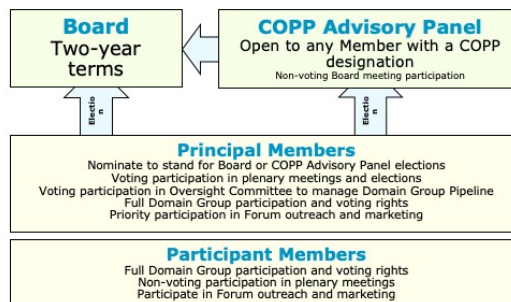 Board
Two-year
terms
COPP Advisory Panel
Open to any Member with a COPP
designation
Non-voting Board meeting participation
Electio
n
Electio
n
Principal Members
Nominate to stand for Board or COPP Advisory Panel elections
Voting participation in plenary meetings and elections
Voting participation in Oversight Committee to manage Domain Group Pipeline
Full Domain Group participation and voting rights
Priority participation in Forum outreach and marketing
Participant Members
Full Domain Group participation and voting rights
Non-voting participation in plenary meetings
Participate in Forum outreach and marketing